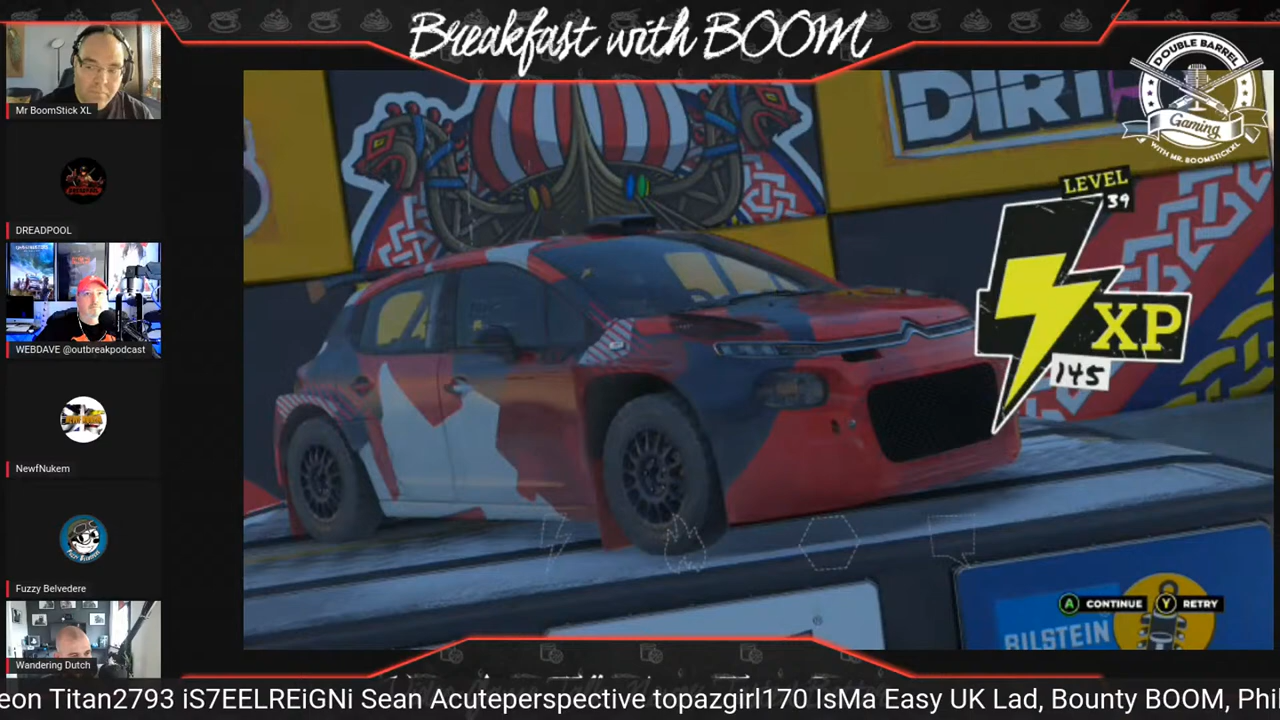 Breakfast with BOOM
Mr BoomStick XL
DREADPOOL
WEBDAVE @outbreakpodcast
NewfNukem
Fuzzy Belvedere
Wandering Dutch
DIRT
DOUBLE BARREL
Gaming
WITH MR. BOOMSTICKXL
LEVEL
39
XP
145
A CONTINUE Y RETRY
BILSTEIN
®
eon Titan2793 iS7EELREiGNi Sean Acuteperspective topazgirl170 IsMa Easy UK Lad, Bounty BOOM, Phil